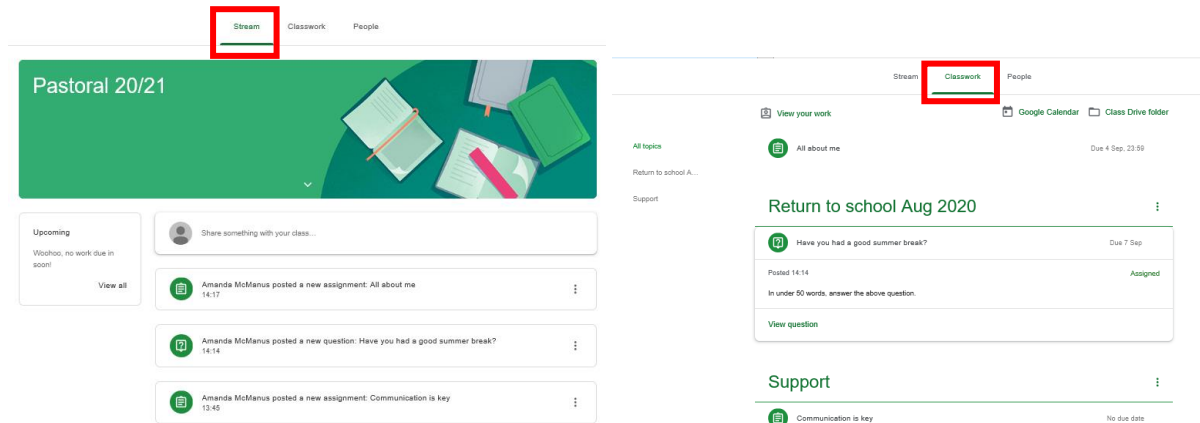 Stream Classwork People
Pastoral 20/21
Upcoming
Woohoo, no work due in
soon!
View all
Share something with your class...
Amanda McManus posted a new assignment: All about me
14:17
Amanda McManus posted a new question: Have you had a good summer break?
14:14
Amanda McManus posted a new assignment: Communication is key
13:45
Stream Classwork People
View your work Google Calendar Class Drive folder
All topics
Return to school A...
Support
All about me Due 4 Sep, 23:59
Return to school Aug 2020
Have you had a good summer break? Due 7 Sep
Posted 14:14 Assigned
In under 50 words, answer the above question.
View question
Support
Communication is key No due date